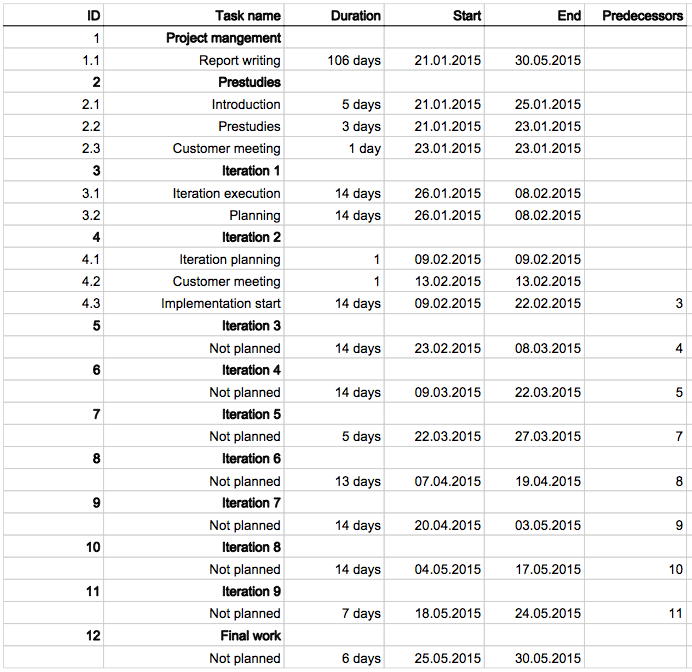 ID Task name Duration Start End Predecessors
1 Project mangement
1.1 Report writing 106 days 21.01.2015 30.05.2015
2 Prestudies
2.1 Introduction 5 days 21.01.2015 25.01.2015
2.2 Prestudies 3 days 21.01.2015 23.01.2015
2.3 Customer meeting 1 day 23.01.2015 23.01.2015
3 Iteration 1
3.1 Iteration execution 14 days 26.01.2015 08.02.2015
3.2 Planning 14 days 26.01.2015 08.02.2015
4 Iteration 2
4.1 Iteration planning 1 09.02.2015 09.02.2015
4.2 Customer meeting 1 13.02.2015 13.02.2015
4.3 Implementation start 14 days 09.02.2015 22.02.2015 3
5 Iteration 3
Not planned 14 days 23.02.2015 08.03.2015 4
6 Iteration 4
Not planned 14 days 09.03.2015 22.03.2015 5
7 Iteration 5
Not planned 5 days 22.03.2015 27.03.2015 7
8 Iteration 6
Not planned 13 days 07.04.2015 19.04.2015 8
9 Iteration 7
Not planned 14 days 20.04.2015 03.05.2015 9
10 Iteration 8
Not planned 14 days 04.05.2015 17.05.2015 10
11 Iteration 9
Not planned 7 days 18.05.2015 24.05.2015 11
12 Final work
Not planned 6 days 25.05.2015 30.05.2015